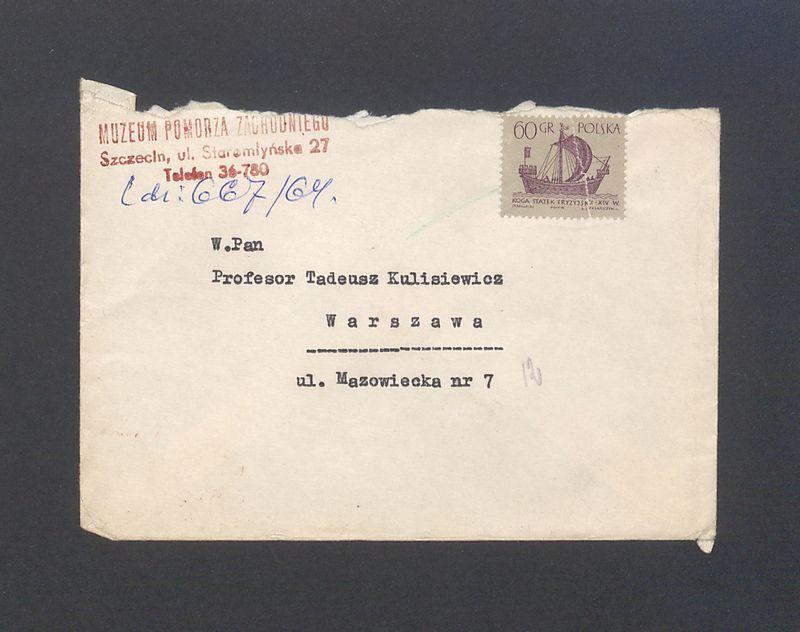 MUZEUM POMORZA ZACHODNIEGO
Szczecin, ul. Staromłyńska 27
Telefon 36-780
L.dz: 667/64.
60 GR POLSKA
KOGA STATEK FRYZYJSKI-XIV W.
W.Pan
Profesor Tadeusz Kulisiewicz
Warszawa
ul. Mazowiecka nr 7